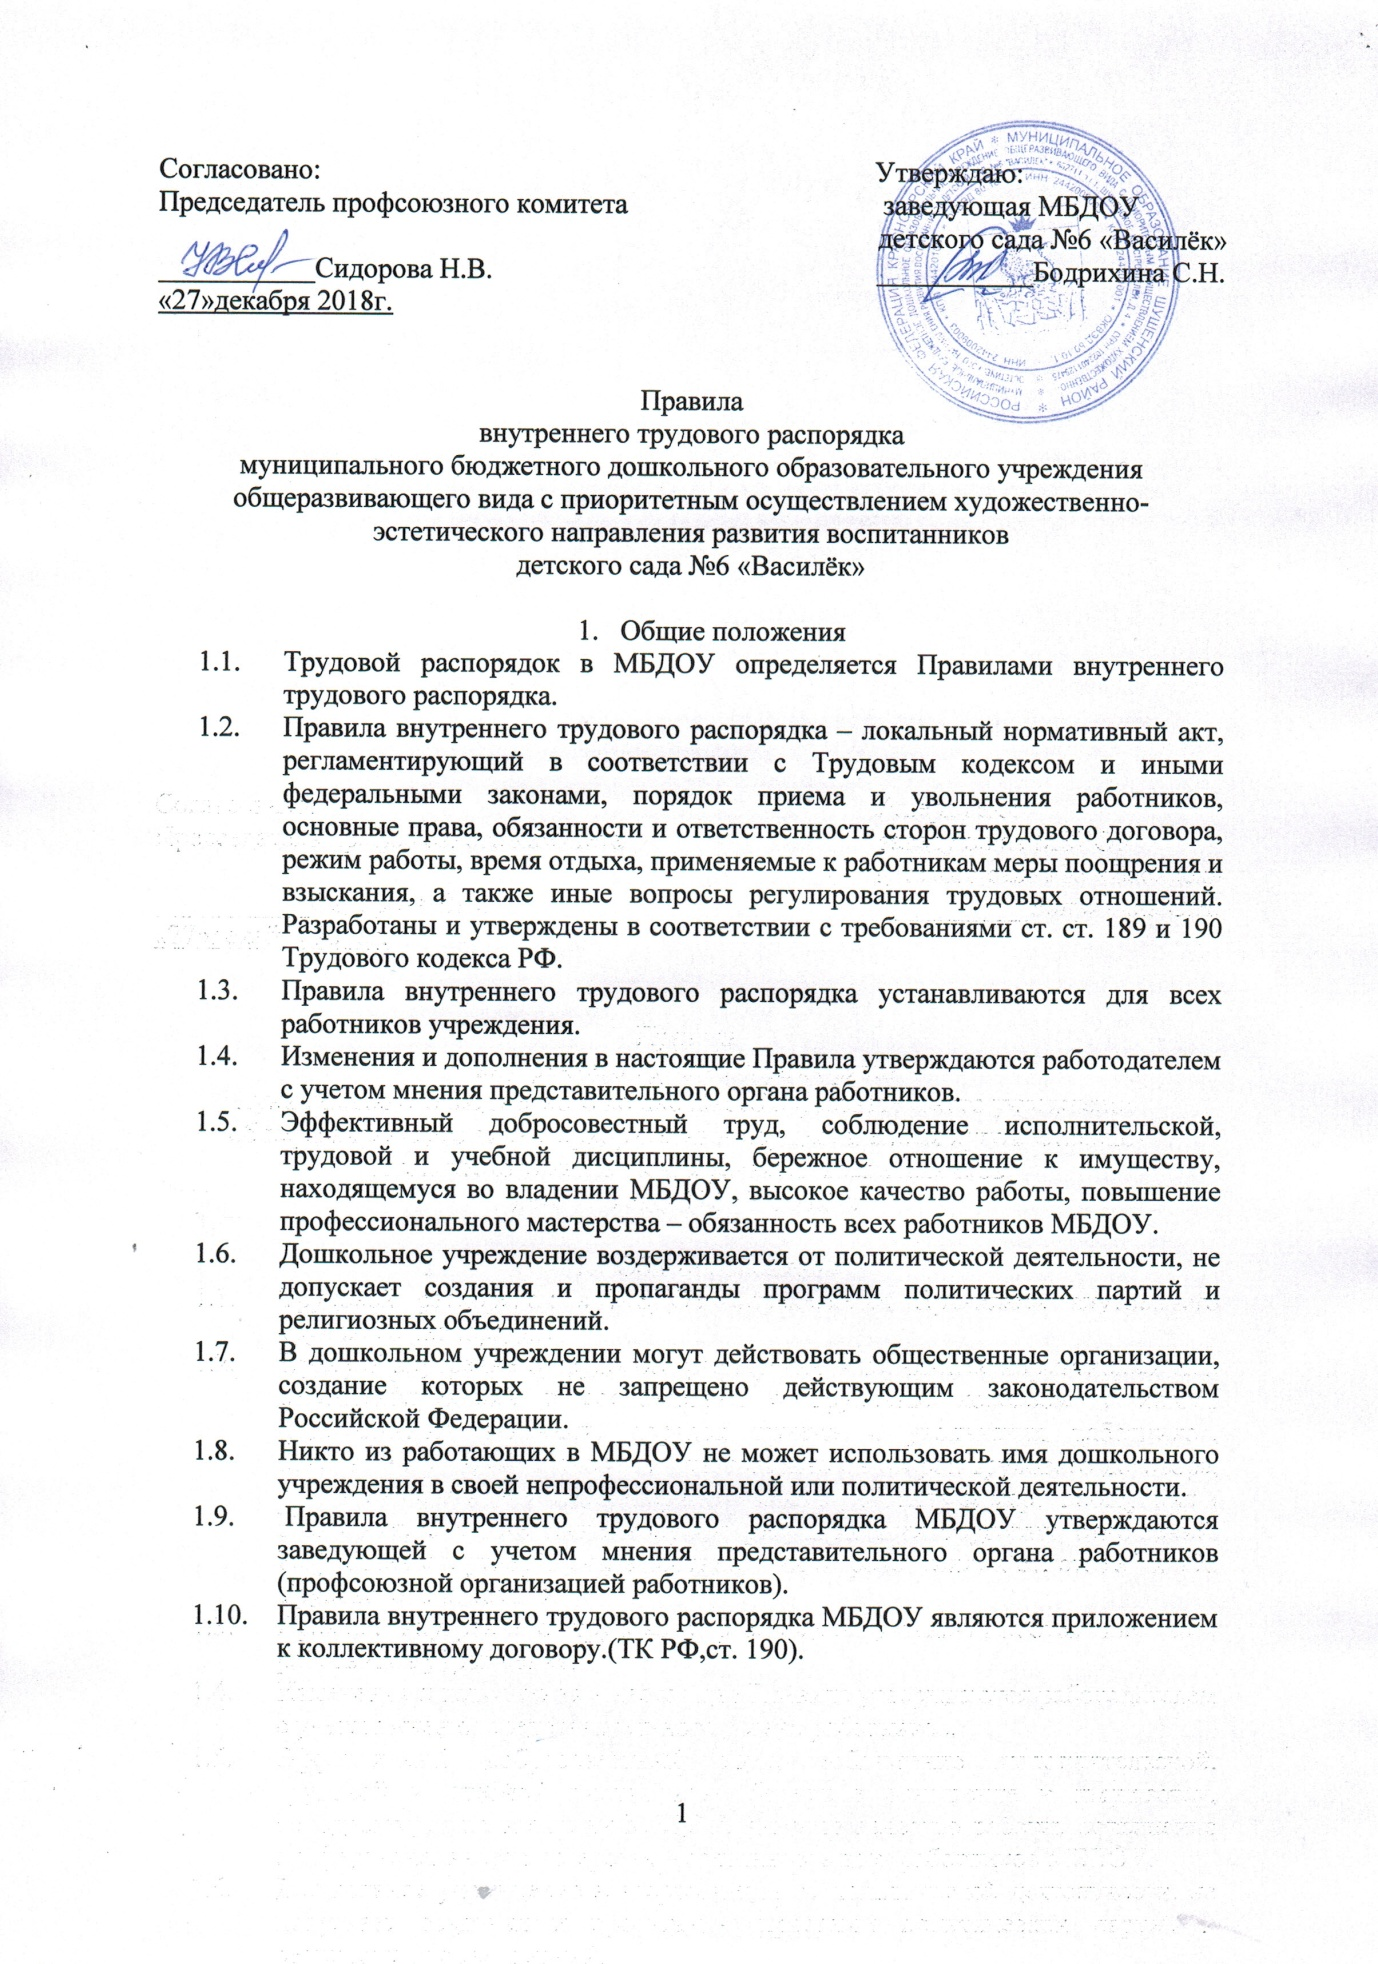 Согласовано:
Председатель профсоюзного комитета
___________Сидорова Н.В.
«27»декабря 2018г.
Утверждаю:
заведующая МБДОУ
детского сада №6 «Василёк»
___________Бодрихина С.Н.
РОССИЙСКАЯ ФЕДЕРАЦИЯ КРАСНОЯРСКИЙ КРАЙ * МУНИЦИПАЛЬНОЕ ОБРАЗОВАНИЕ ШУШЕНСКИЙ РАЙОН *
Правила
внутреннего трудового распорядка
муниципального бюджетного дошкольного образовательного учреждения
общеразвивающего вида с приоритетным осуществлением художественно-
эстетического направления развития воспитанников
детского сада №6 «Василёк»
1. Общие положения
1.1. Трудовой распорядок в МБДОУ определяется Правилами внутреннего
трудового распорядка.
1.2. Правила внутреннего трудового распорядка – локальный нормативный акт,
регламентирующий в соответствии с Трудовым кодексом и иными
федеральными законами, порядок приема и увольнения работников,
основные права, обязанности и ответственность сторон трудового договора,
режим работы, время отдыха, применяемые к работникам меры поощрения и
взыскания, а также иные вопросы регулирования трудовых отношений.
Разработаны и утверждены в соответствии с требованиями ст. ст. 189 и 190
Трудового кодекса РФ.
1.3. Правила внутреннего трудового распорядка устанавливаются для всех
работников учреждения.
1.4. Изменения и дополнения в настоящие Правила утверждаются работодателем
с учетом мнения представительного органа работников.
1.5. Эффективный добросовестный труд, соблюдение исполнительской,
трудовой и учебной дисциплины, бережное отношение к имуществу,
находящемуся во владении МБДОУ, высокое качество работы, повышение
профессионального мастерства – обязанность всех работников МБДОУ.
1.6. Дошкольное учреждение воздерживается от политической деятельности, не
допускает создания и пропаганды программ политических партий и
религиозных объединений.
1.7. В дошкольном учреждении могут действовать общественные организации,
создание которых не запрещено действующим законодательством
Российской Федерации.
1.8. Никто из работающих в МБДОУ не может использовать имя дошкольного
учреждения в своей непрофессиональной или политической деятельности.
1.9. Правила внутреннего трудового распорядка МБДОУ утверждаются
заведующей с учетом мнения представительного органа работников
(профсоюзной организацией работников).
1.10. Правила внутреннего трудового распорядка МБДОУ являются приложением
к коллективному договору.(ТК РФ,ст. 190).
1